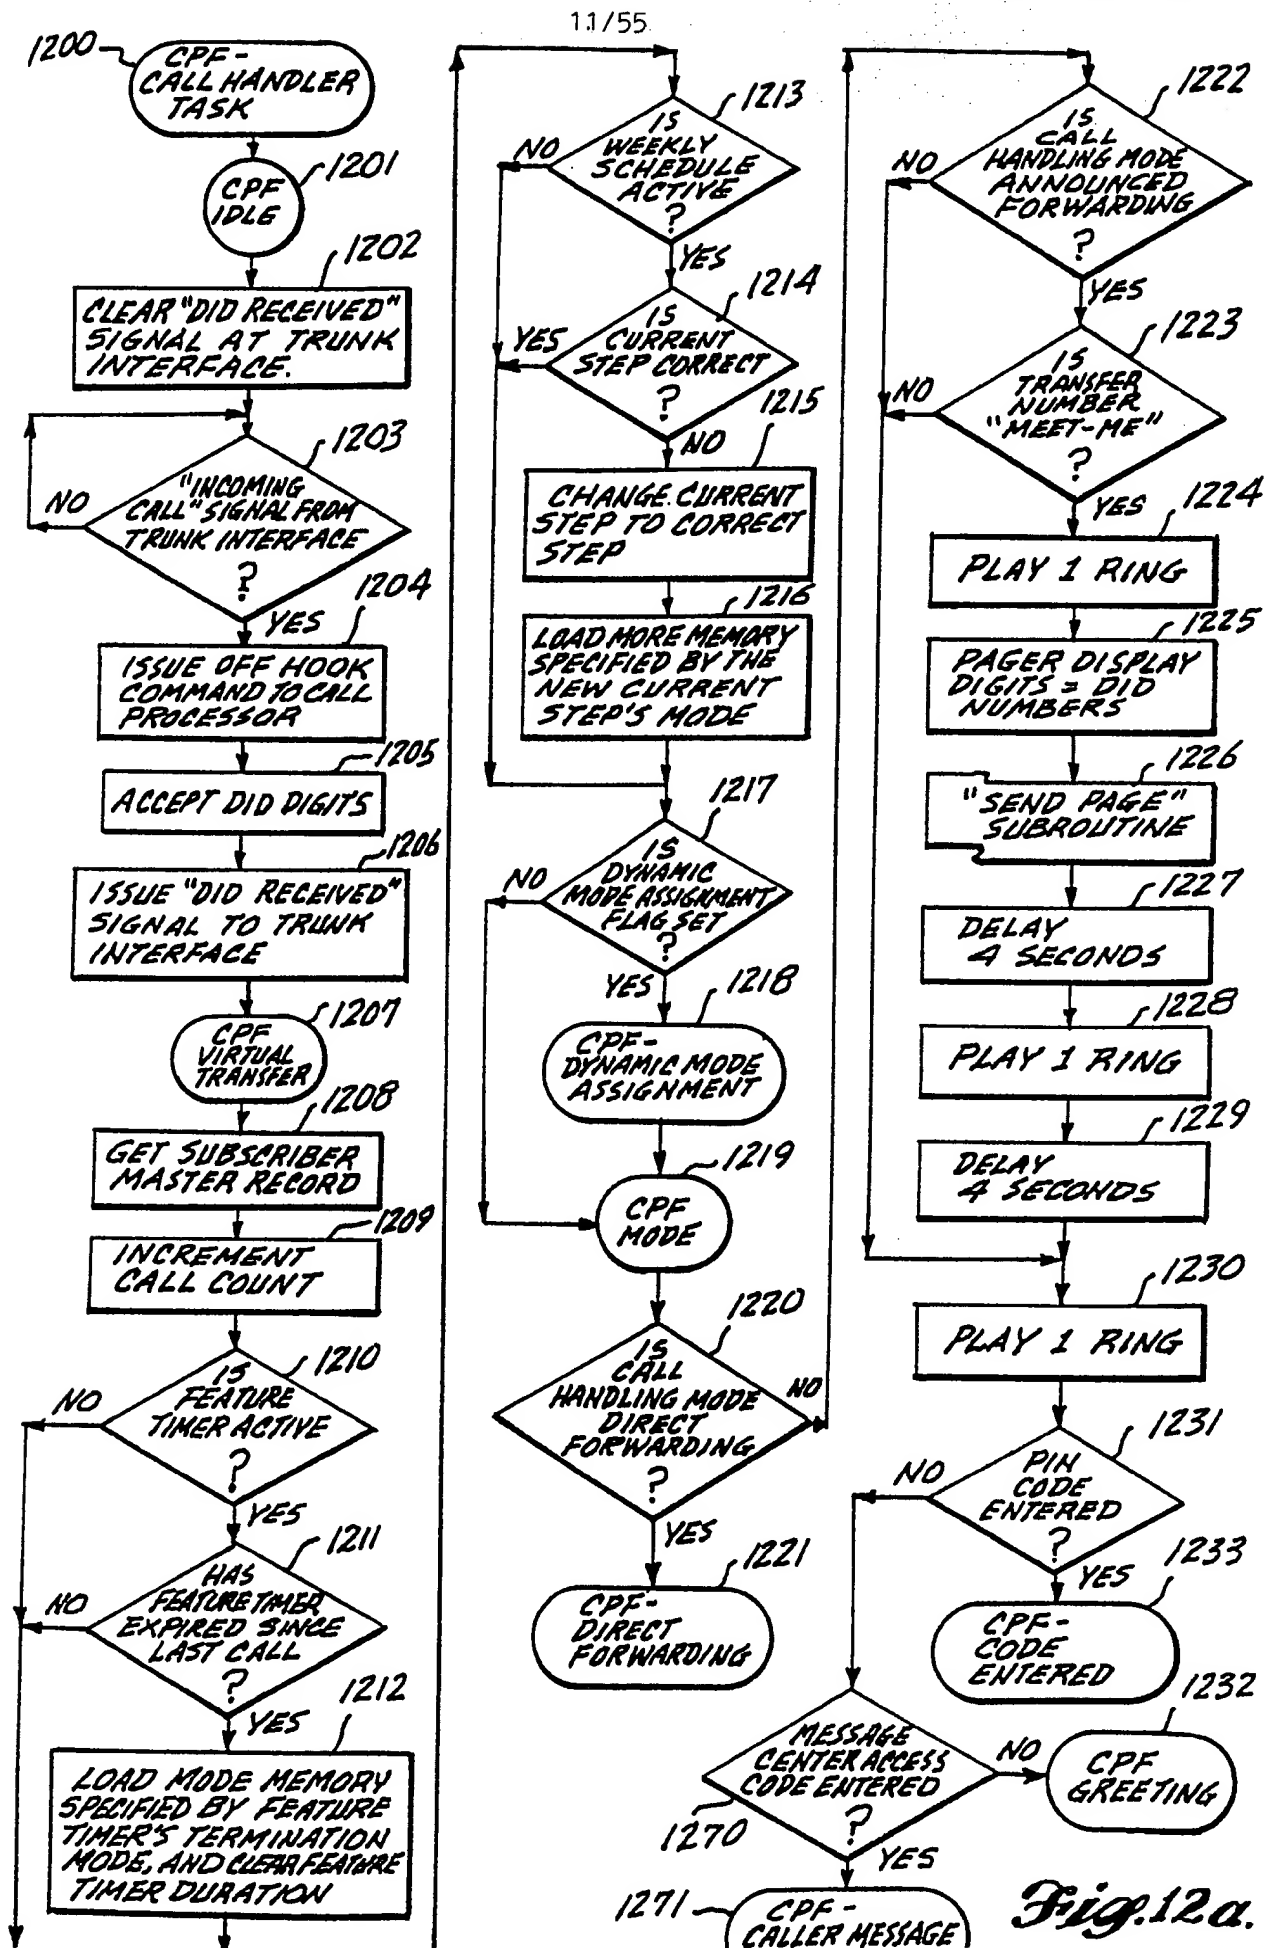 11/55
1200
CPF-
CALL HANDLER
TASK
1201
CPF
IDLE
1202
CLEAR "DID RECEIVED"
SIGNAL AT TRUNK
INTERFACE.
1203
"INCOMING
CALL" SIGNAL FROM
TRUNK INTERFACE
?
NO
YES
1204
ISSUE OFF HOOK
COMMAND TO CALL
PROCESSOR
1205
ACCEPT DID DIGITS
1206
ISSUE "DID RECEIVED"
SIGNAL TO TRUNK
INTERFACE
1207
CPF
VIRTUAL
TRANSFER
1208
GET SUBSCRIBER
MASTER RECORD
1209
INCREMENT
CALL COUNT
1210
IS
FEATURE
TIMER ACTIVE
?
NO
YES
1211
HAS
FEATURE TIMER
EXPIRED SINCE
LAST CALL
?
NO
YES
1212
LOAD MODE MEMORY
SPECIFIED BY FEATURE
TIMER'S TERMINATION
MODE, AND CLEAR FEATURE
TIMER DURATION
1213
IS
WEEKLY
SCHEDULE
ACTIVE
?
NO
YES
1214
IS
CURRENT
STEP CORRECT
?
YES
NO
1215
CHANGE CURRENT
STEP TO CORRECT
STEP
1216
LOAD MORE MEMORY
SPECIFIED BY THE
NEW CURRENT
STEP'S MODE
1217
IS
DYNAMIC
MODE ASSIGNMENT
FLAG SET
?
NO
YES
1218
CPF-
DYNAMIC MODE
ASSIGNMENT
1219
CPF
MODE
1220
IS
CALL
HANDLING MODE
DIRECT
FORWARDING
?
NO
YES
1221
CPF-
DIRECT
FORWARDING
1222
IS
CALL
HANDLING MODE
ANNOUNCED
FORWARDING
?
NO
YES
1223
IS
TRANSFER
NUMBER
"MEET-ME"
?
NO
YES
1224
PLAY 1 RING
1225
PAGER DISPLAY
DIGITS = DID
NUMBERS
1226
"SEND PAGE"
SUBROUTINE
1227
DELAY
4 SECONDS
1228
PLAY 1 RING
1229
DELAY
4 SECONDS
1230
PLAY 1 RING
1231
PIN
CODE
ENTERED
?
NO
YES
1233
CPF-
CODE
ENTERED
1232
CPF
GREETING
MESSAGE
CENTER ACCESS
CODE ENTERED
?
NO
1270
YES
1271
CPF-
CALLER MESSAGE
Fig. 12a.